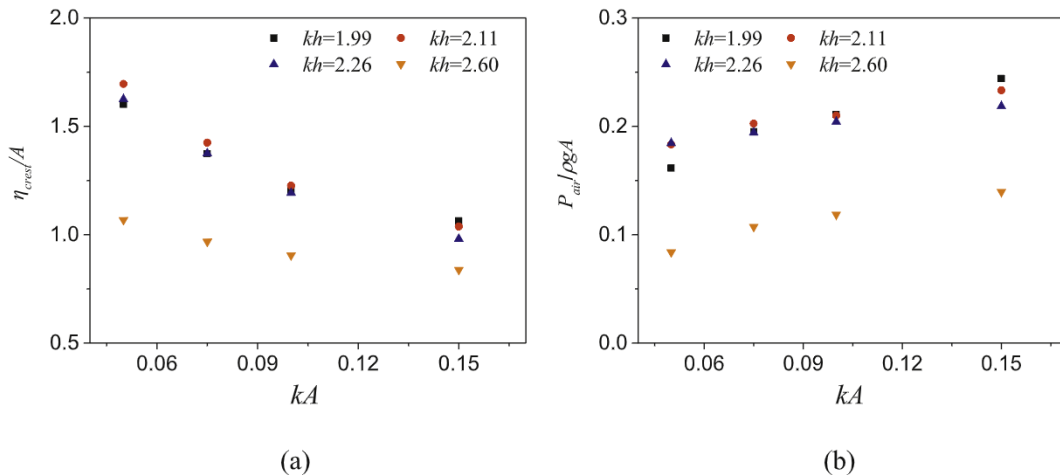 2.0
1.5
1.0
0.5
η_crest/A
kh=1.99
kh=2.11
kh=2.26
kh=2.60
0.06
0.09
0.12
0.15
kA
(a)
0.3
0.2
0.1
0.0
P_air/ρgA
kh=1.99
kh=2.11
kh=2.26
kh=2.60
0.06
0.09
0.12
0.15
kA
(b)